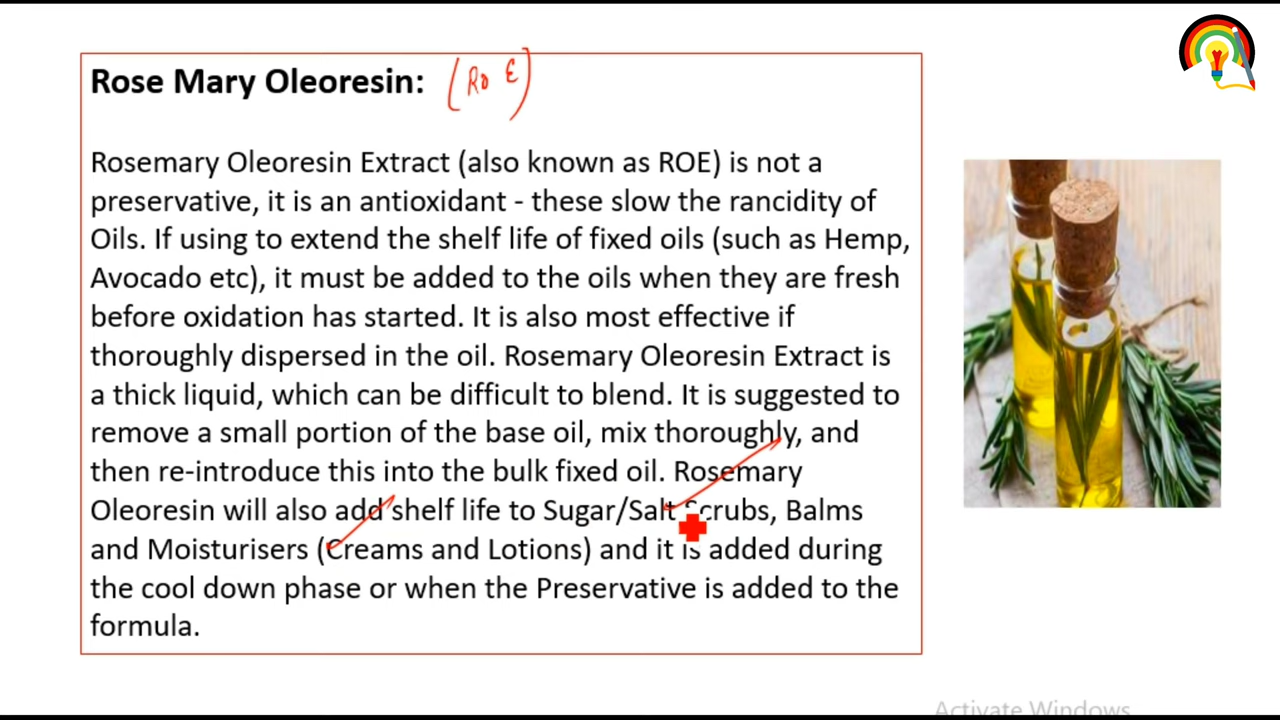 Rose Mary Oleoresin: (Ro E)
Rosemary Oleoresin Extract (also known as ROE) is not a
preservative, it is an antioxidant - these slow the rancidity of
Oils. If using to extend the shelf life of fixed oils (such as Hemp,
Avocado etc), it must be added to the oils when they are fresh
before oxidation has started. It is also most effective if
thoroughly dispersed in the oil. Rosemary Oleoresin Extract is
a thick liquid, which can be difficult to blend. It is suggested to
remove a small portion of the base oil, mix thoroughly, and
then re-introduce this into the bulk fixed oil. Rosemary
Oleoresin will also add shelf life to Sugar/Salt Scrubs, Balms
and Moisturisers (Creams and Lotions) and it is added during
the cool down phase or when the Preservative is added to the
formula.
Activate Windows